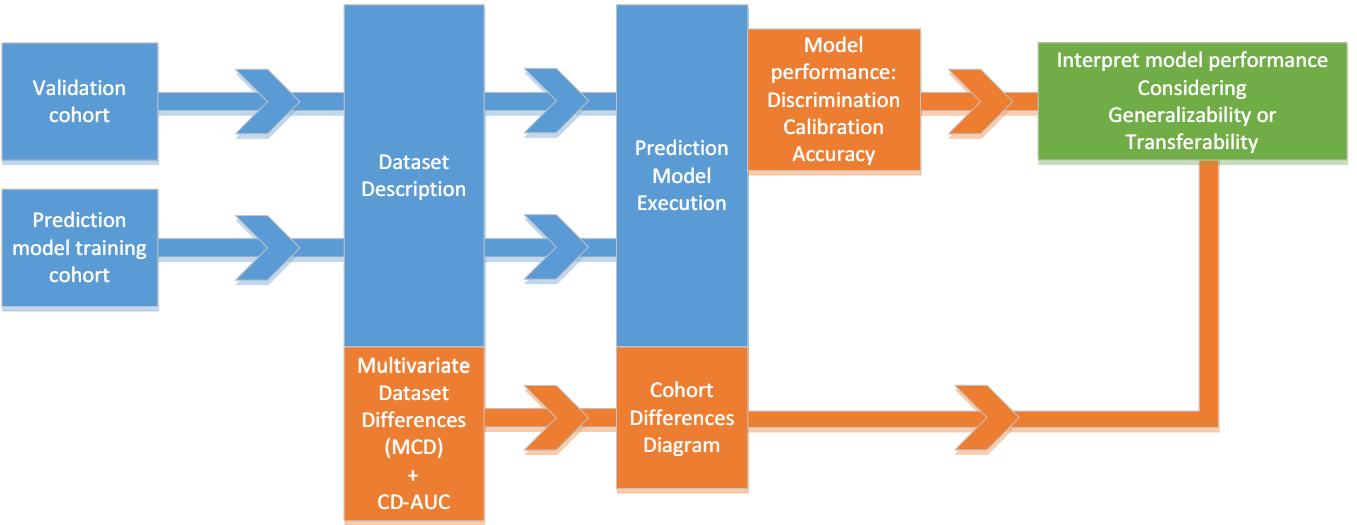 Validation
cohort
Prediction
model training
cohort
Dataset
Description
Multivariate
Dataset
Differences
(MCD)
+
CD-AUC
Prediction
Model
Execution
Cohort
Differences
Diagram
Model
performance:
Discrimination
Calibration
Accuracy
Interpret model performance
Considering
Generalizability or
Transferability